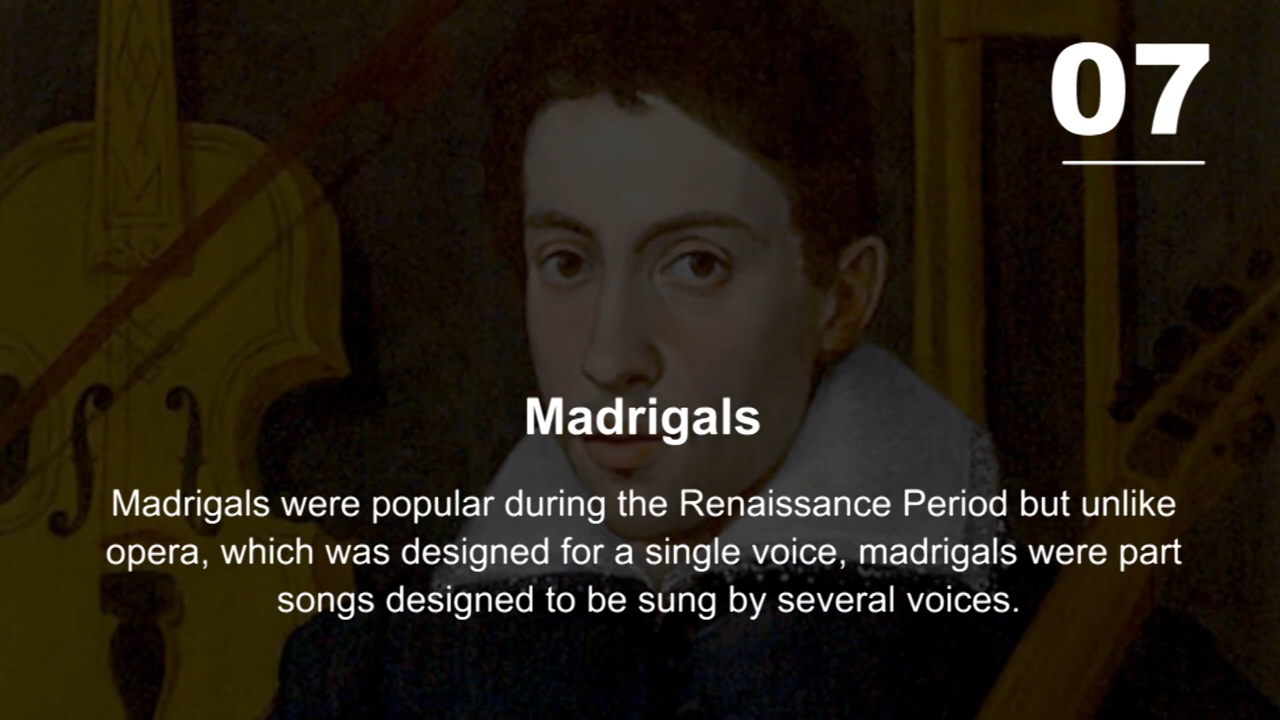 07
Madrigals
Madrigals were popular during the Renaissance Period but unlike
opera, which was designed for a single voice, madrigals were part
songs designed to be sung by several voices.